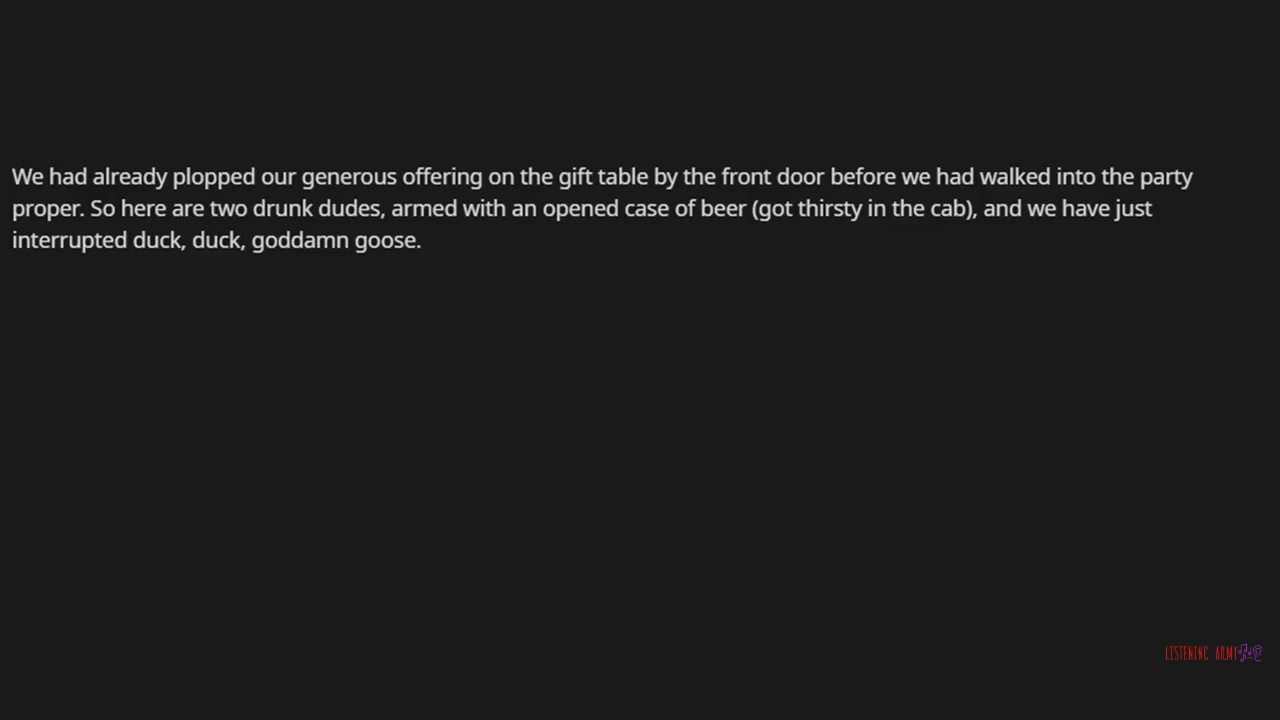 We had already plopped our generous offering on the gift table by the front door before we had walked into the party
proper. So here are two drunk dudes, armed with an opened case of beer (got thirsty in the cab), and we have just
interrupted duck, duck, goddamn goose.
LISTENING ARMY